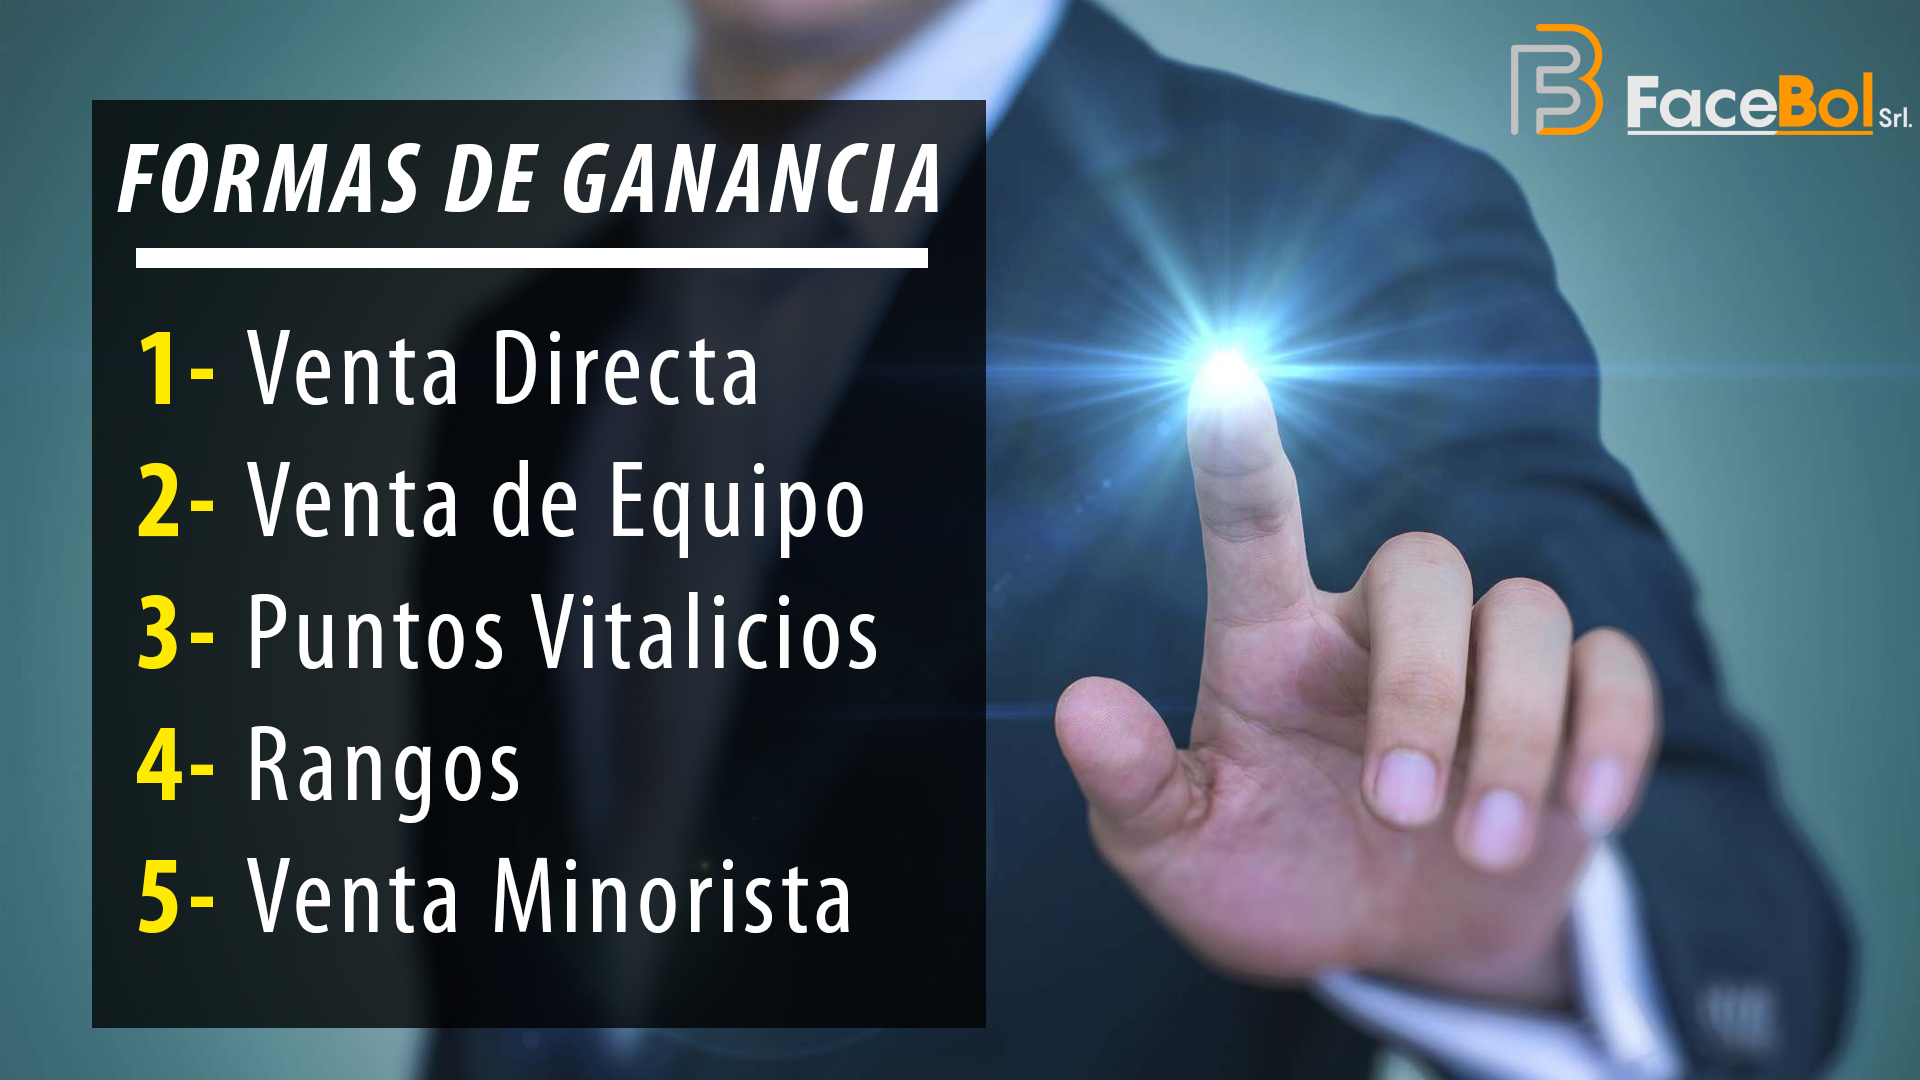 FB FaceBol Srl.
FORMAS DE GANANCIA
1- Venta Directa
2- Venta de Equipo
3- Puntos Vitalicios
4- Rangos
5- Venta Minorista